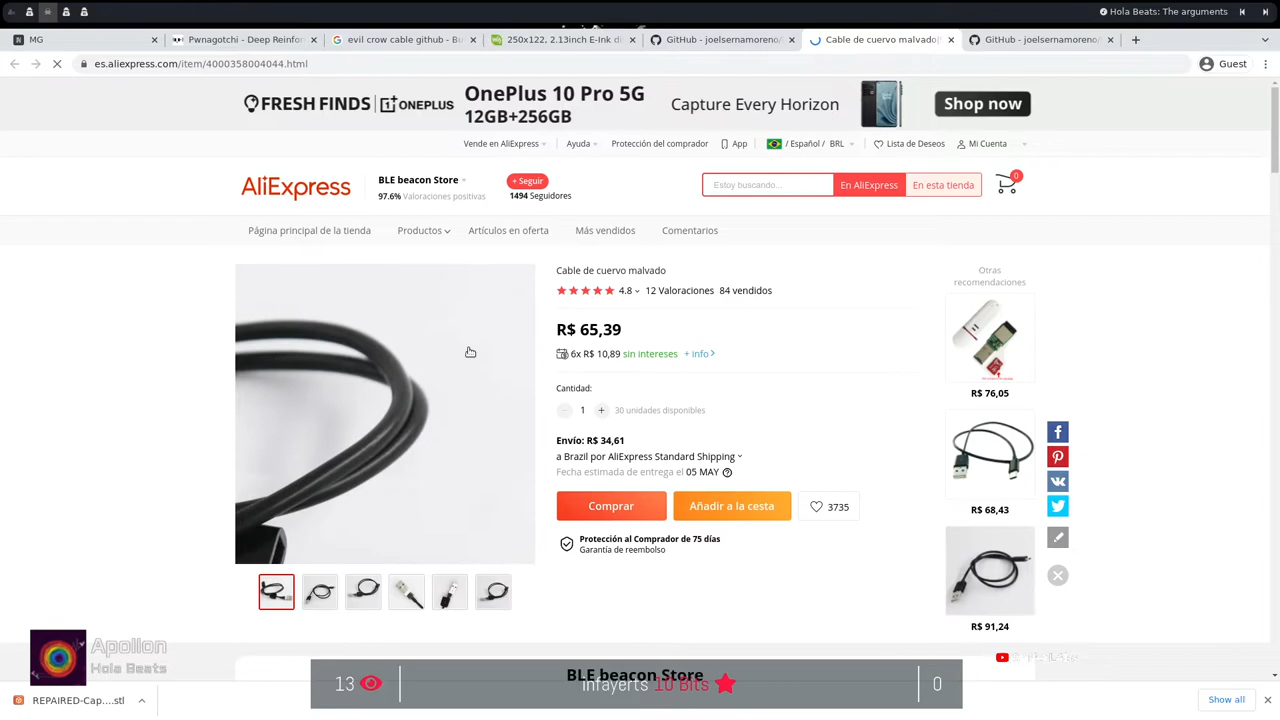 Hola Beats: The arguments
MG
Pwnagotchi - Deep Reinfor
evil crow cable github - Bu
250x122, 2.13inch E-Ink di
GitHub - joelsernamoreno/
Cable de cuervo malvado|
GitHub - joelsernamoreno/
es.aliexpress.com/item/4000358004044.html
Guest
FRESH FINDS
ONEPLUS
OnePlus 10 Pro 5G
12GB+256GB
Capture Every Horizon
Shop now
Vende en AliExpress
Ayuda
Protección del comprador
App
/ Español / BRL
Lista de Deseos
Mi Cuenta
AliExpress
BLE beacon Store
97.6% Valoraciones positivas
+ Seguir
1494 Seguidores
Estoy buscando...
En AliExpress
En esta tienda
0
Página principal de la tienda
Productos
Artículos en oferta
Más vendidos
Comentarios
Cable de cuervo malvado
4.8
12 Valoraciones
84 vendidos
R$ 65,39
6x R$ 10,89 sin intereses + info
Cantidad:
1
30 unidades disponibles
Envío: R$ 34,61
a Brazil por AliExpress Standard Shipping
Fecha estimada de entrega el 05 MAY
Comprar
Añadir a la cesta
3735
Protección al Comprador de 75 días
Garantía de reembolso
Otras
recomendaciones
R$ 76,05
R$ 68,43
R$ 91,24
Apollon
Hola Beats
BLE beacon Store
13
infayerts 10 Bits
0
REPAIRED-Cap....stl
Show all